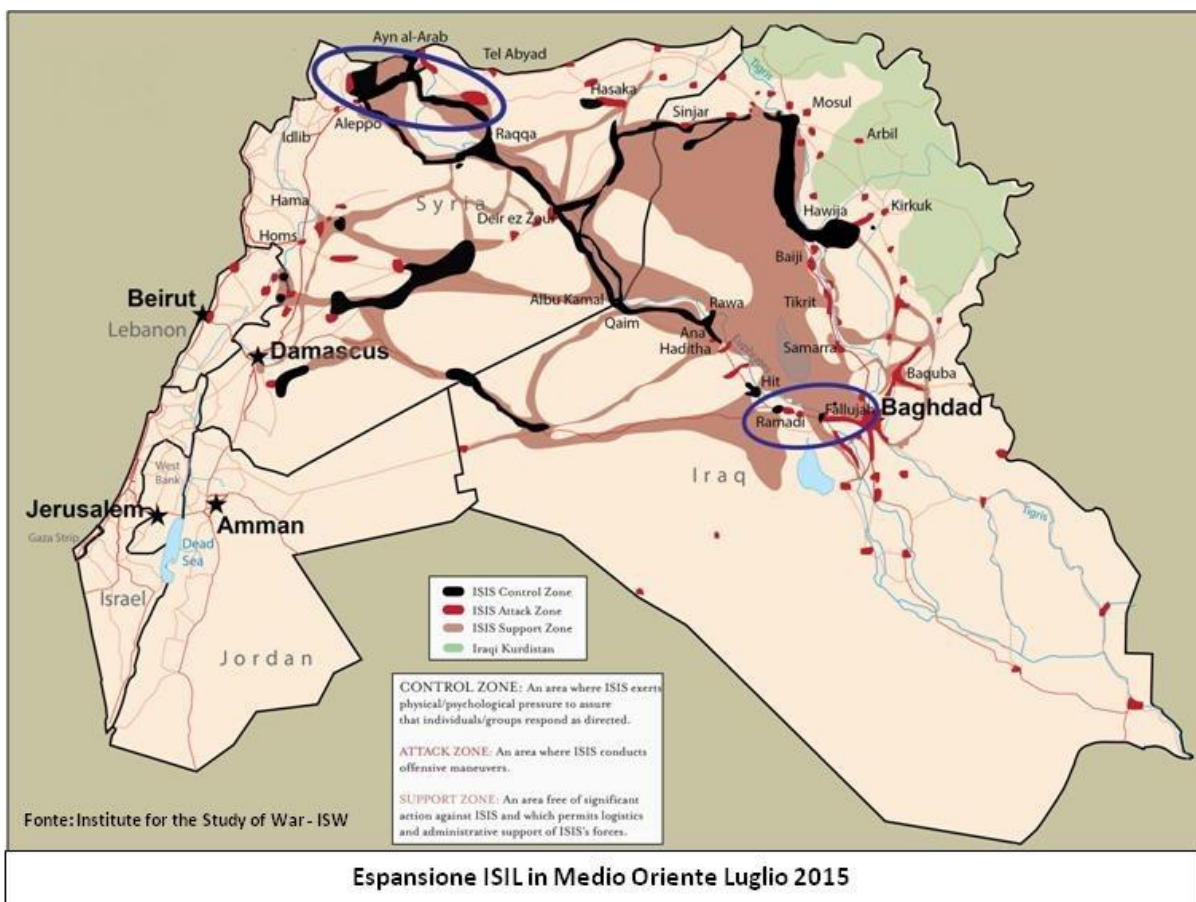 Ayn al-Arab
Tel Abyad
Tigris
Hasaka
Mosul
Sinjar
Aleppo
Idlib
Arbil
Raqqa
Hama
Syria
Hawija
Kirkuk
Deir ez Zour
Homs
Baiji
Beirut
Lebanon
Albu Kamal
Rawa
Tikrit
Qaim
Ana
Haditha
Euphrates
Samarra
Damascus
Baquba
Hit
Fallujah
Baghdad
Ramadi
West
Bank
Iraq
Jerusalem
Amman
Tigris
Gaza Strip
Dead
Sea
Israel
Jordan
ISIS Control Zone
ISIS Attack Zone
ISIS Support Zone
Iraqi Kurdistan
CONTROL ZONE: An area where ISIS exerts
physical/psychological pressure to assure
that individuals/groups respond as directed.
ATTACK ZONE: An area where ISIS conducts
offensive maneuvers.
SUPPORT ZONE: An area free of significant
action against ISIS and which permits logistics
and administrative support of ISIS's forces.
Fonte: Institute for the Study of War - ISW
Espansione ISIL in Medio Oriente Luglio 2015